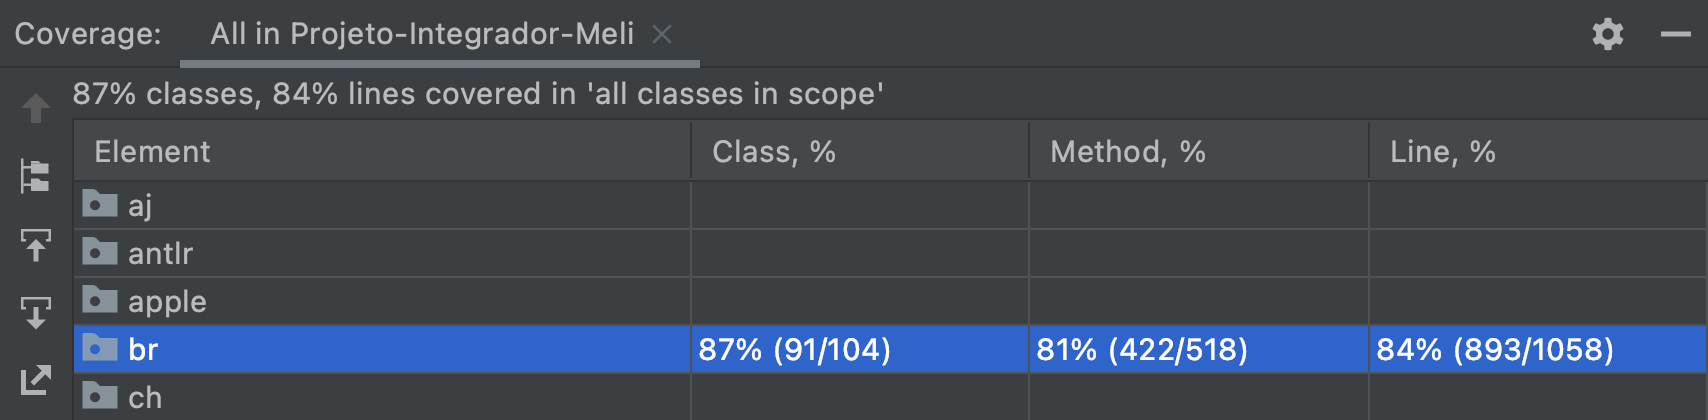 Coverage: All in Projeto-Integrador-Meli
87% classes, 84% lines covered in 'all classes in scope'
Element Class, % Method, % Line, %
aj
antlr
apple
br 87% (91/104) 81% (422/518) 84% (893/1058)
ch